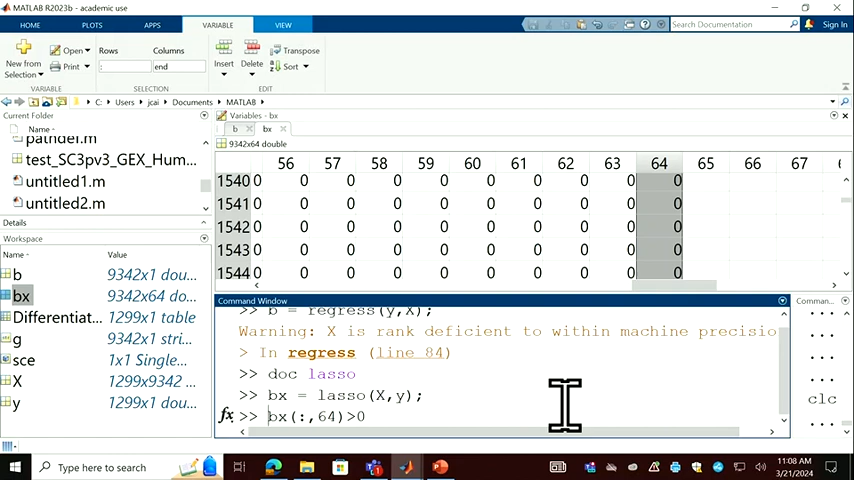 MATLAB R2023b - academic use
HOME PLOTS APPS VARIABLE VIEW
Search Documentation
Sign In
New from
Selection
Open
Print
Rows
:
Columns
end
Insert
Delete
Transpose
Sort
VARIABLE SELECTION EDIT
C: Users jcai Documents MATLAB
Current Folder
Name
pathdef.m
test_SC3pv3_GEX_Hum...
untitled1.m
untitled2.m
Details
Workspace
Name Value
b 9342x1 dou...
bx 9342x64 do...
Differentiat... 1299x1 table
g 9342x1 stri...
sce 1x1 Single...
X 1299x9342 ...
y 1299x1 dou...
Variables - bx
b bx
9342x64 double
56 57 58 59 60 61 62 63 64 65 66 67
1540 0 0 0 0 0 0 0 0 0
1541 0 0 0 0 0 0 0 0 0
1542 0 0 0 0 0 0 0 0 0
1543 0 0 0 0 0 0 0 0 0
1544 0 0 0 0 0 0 0 0 0
Command Window
>> b = regress(y,X);
Warning: X is rank deficient to within machine precisio
> In regress (line 84)
>> doc lasso
>> bx = lasso(X,y);
fx >> bx(:,64)>0
Comman...
...
...
...
clc
...
Type here to search
11:08 AM
3/21/2024